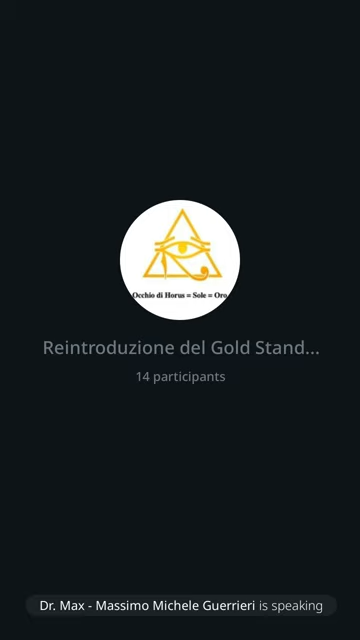 Occhio di Horus = Sole = Oro
Reintroduzione del Gold Stand...
14 participants
Dr. Max - Massimo Michele Guerrieri is speaking